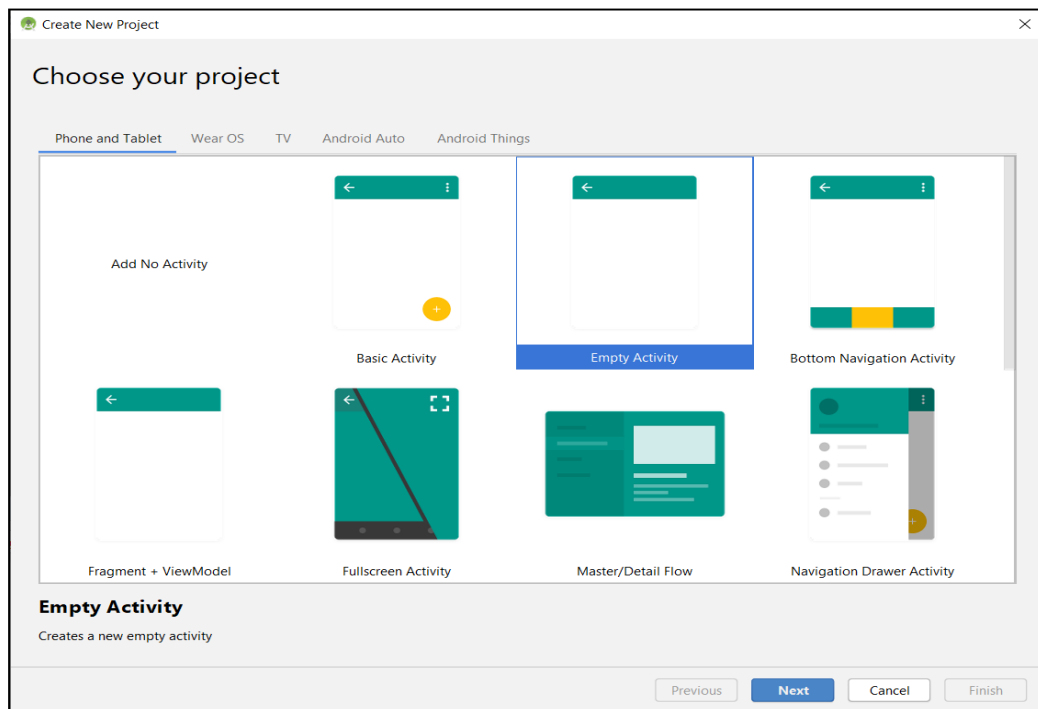 Create New Project
Choose your project
Phone and Tablet Wear OS TV Android Auto Android Things
Add No Activity
Basic Activity
Empty Activity
Bottom Navigation Activity
Fragment + ViewModel
Fullscreen Activity
Master/Detail Flow
Navigation Drawer Activity
Empty Activity
Creates a new empty activity
Previous Next Cancel Finish